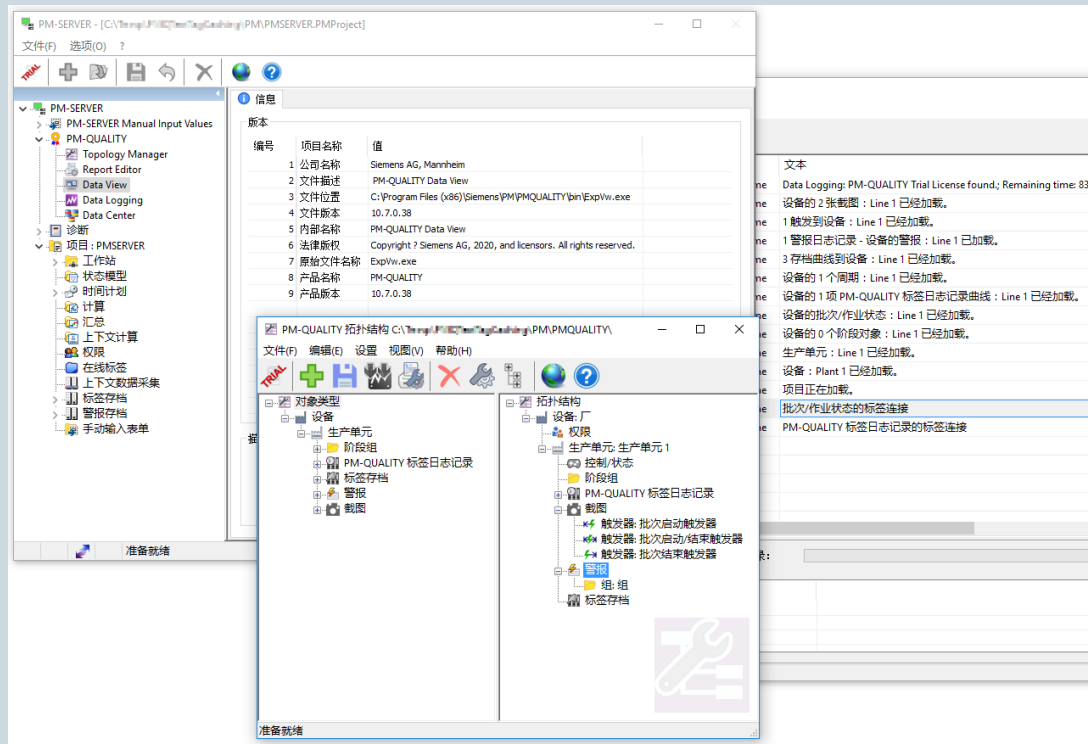 PM-SERVER - [C:\ \PM\PMSERVER.PMProject]
文件(F) 选项(O) ?
TRIAL
PM-SERVER
PM-SERVER Manual Input Values
PM-QUALITY
Topology Manager
Report Editor
Data View
Data Logging
Data Center
诊断
项目 : PMSERVER
工作站
状态模型
时间计划
计算
汇总
上下文计算
权限
在线标签
上下文数据采集
标签存档
警报存档
手动输入表单
准备就绪
信息
版本
编号 项目名称 值
1 公司名称 Siemens AG, Mannheim
2 文件描述 PM-QUALITY Data View
3 文件位置 C:\Program Files (x86)\Siemens\PM\PMQUALITY\bin\ExpVw.exe
4 文件版本 10.7.0.38
5 内部名称 PM-QUALITY Data View
6 法律版权 Copyright ? Siemens AG, 2020, and licensors. All rights reserved.
7 原始文件名称 ExpVw.exe
8 产品名称 PM-QUALITY
9 产品版本 10.7.0.38
PM-QUALITY 拓扑结构 C:\ \PM\PMQUALITY\
文件(F) 编辑(E) 设置 视图(V) 帮助(H)
TRIAL
对象类型
设备
生产单元
阶段组
PM-QUALITY 标签日志记录
标签存档
警报
截图
拓扑结构
设备: 厂
权限
生产单元: 生产单元 1
控制/状态
阶段组
PM-QUALITY 标签日志记录
截图
触发器: 批次启动触发器
触发器: 批次启动/结束触发器
触发器: 批次结束触发器
警报
组: 组
标签存档
准备就绪
文本
me Data Logging: PM-QUALITY Trial License found.; Remaining time: 83
me 设备的 2 张截图：Line 1 已经加载。
me 1 触发到设备：Line 1 已经加载。
me 1 警报日志记录 - 设备的警报：Line 1 已加载。
me 3 存档曲线到设备：Line 1 已经加载。
me 设备的 1 个周期：Line 1 已经加载。
me 设备的 1 项 PM-QUALITY 标签日志记录曲线：Line 1 已经加载。
me 设备的批次/作业状态：Line 1 已经加载。
me 设备的 0 个阶段对象：Line 1 已经加载。
me 生产单元：Line 1 已经加载。
me 设备：Plant 1 已经加载。
me 项目正在加载。
me 批次/作业状态的标签连接
me PM-QUALITY 标签日志记录的标签连接